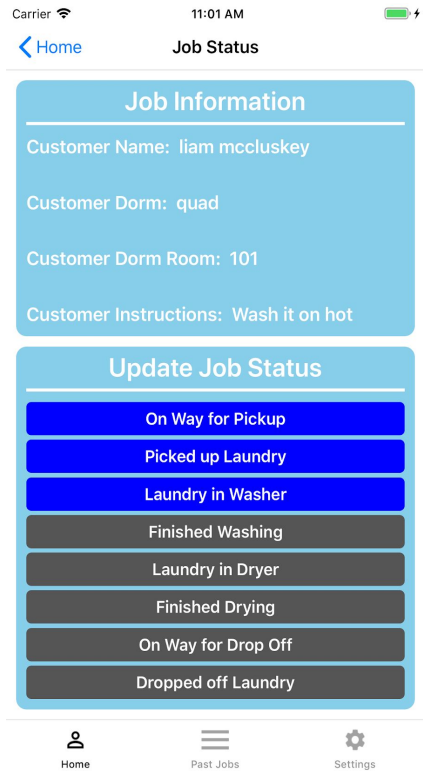 Carrier 11:01 AM
Home Job Status
Job Information
Customer Name: liam mccluskey
Customer Dorm: quad
Customer Dorm Room: 101
Customer Instructions: Wash it on hot
Update Job Status
On Way for Pickup
Picked up Laundry
Laundry in Washer
Finished Washing
Laundry in Dryer
Finished Drying
On Way for Drop Off
Dropped off Laundry
Home Past Jobs Settings